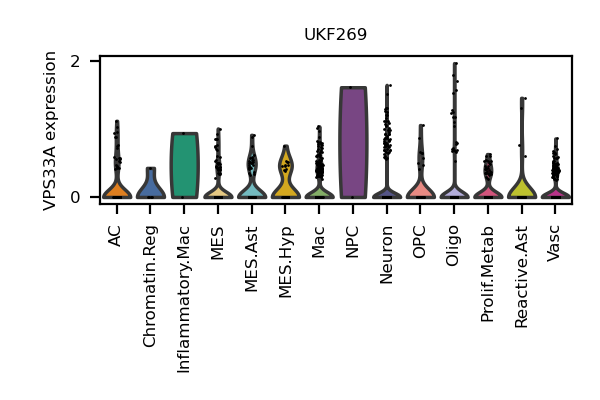 UKF269
VPS33A expression
2
0
AC
Chromatin.Reg
Inflammatory.Mac
MES
MES.Ast
MES.Hyp
Mac
NPC
Neuron
OPC
Oligo
Prolif.Metab
Reactive.Ast
Vasc